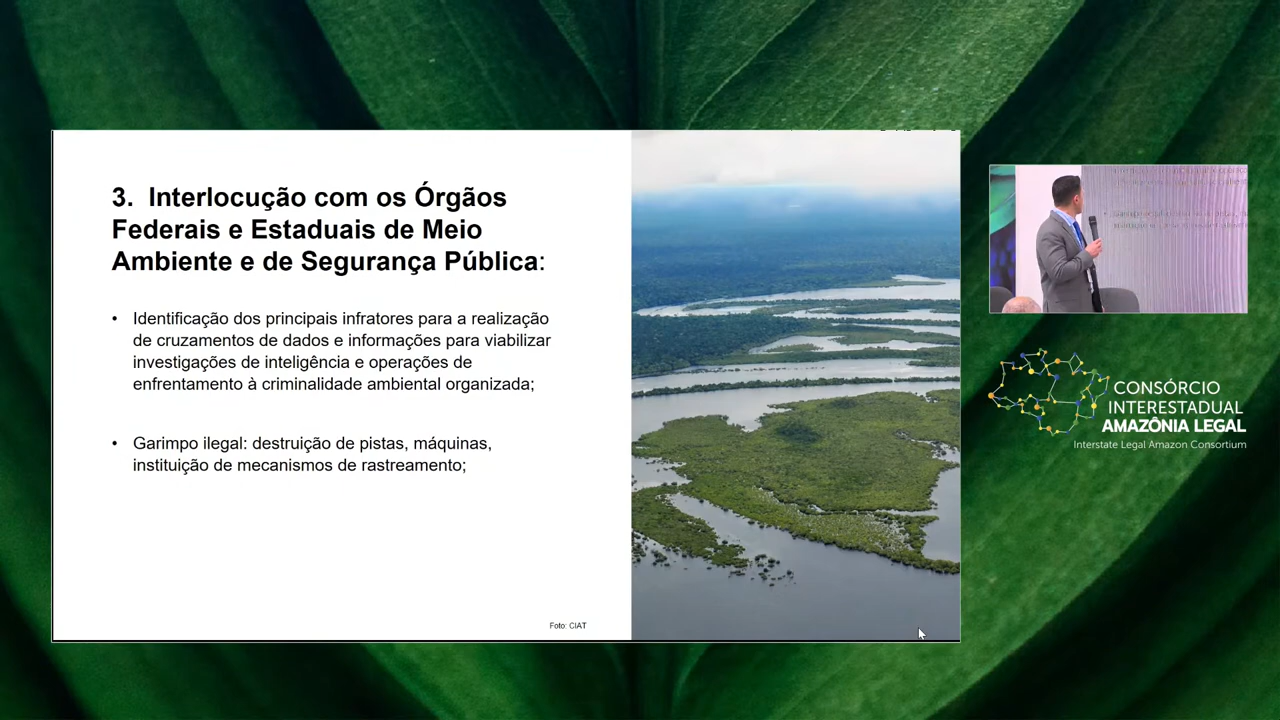 3. Interlocução com os Órgãos
Federais e Estaduais de Meio
Ambiente e de Segurança Pública:
• Identificação dos principais infratores para a realização
de cruzamentos de dados e informações para viabilizar
investigações de inteligência e operações de
enfrentamento à criminalidade ambiental organizada;
• Garimpo ilegal: destruição de pistas, máquinas,
instituição de mecanismos de rastreamento;
Foto: CIAT
CONSÓRCIO
INTERESTADUAL
AMAZÔNIA LEGAL
Interstate Legal Amazon Consortium